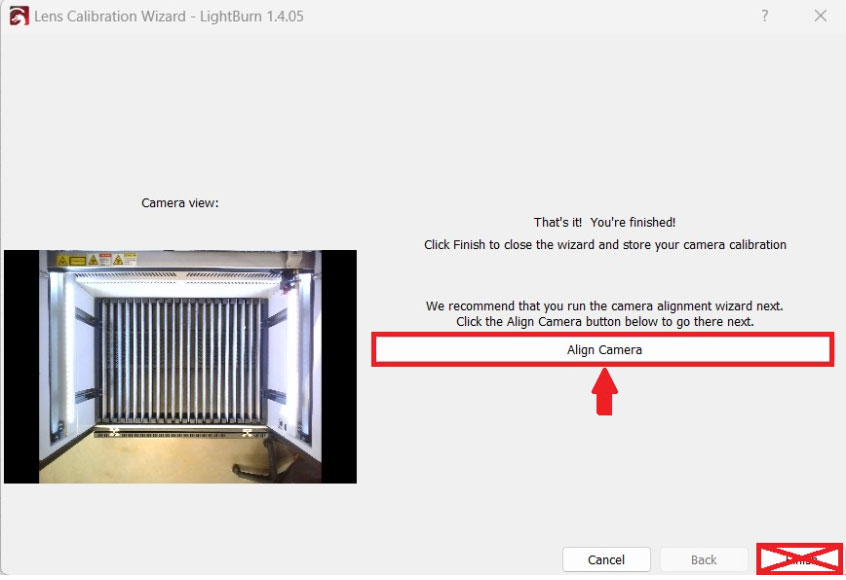 Lens Calibration Wizard - LightBurn 1.4.05
?
Camera view:
That's it! You're finished!
Click Finish to close the wizard and store your camera calibration
We recommend that you run the camera alignment wizard next.
Click the Align Camera button below to go there next.
Align Camera
Cancel
Back
Finish